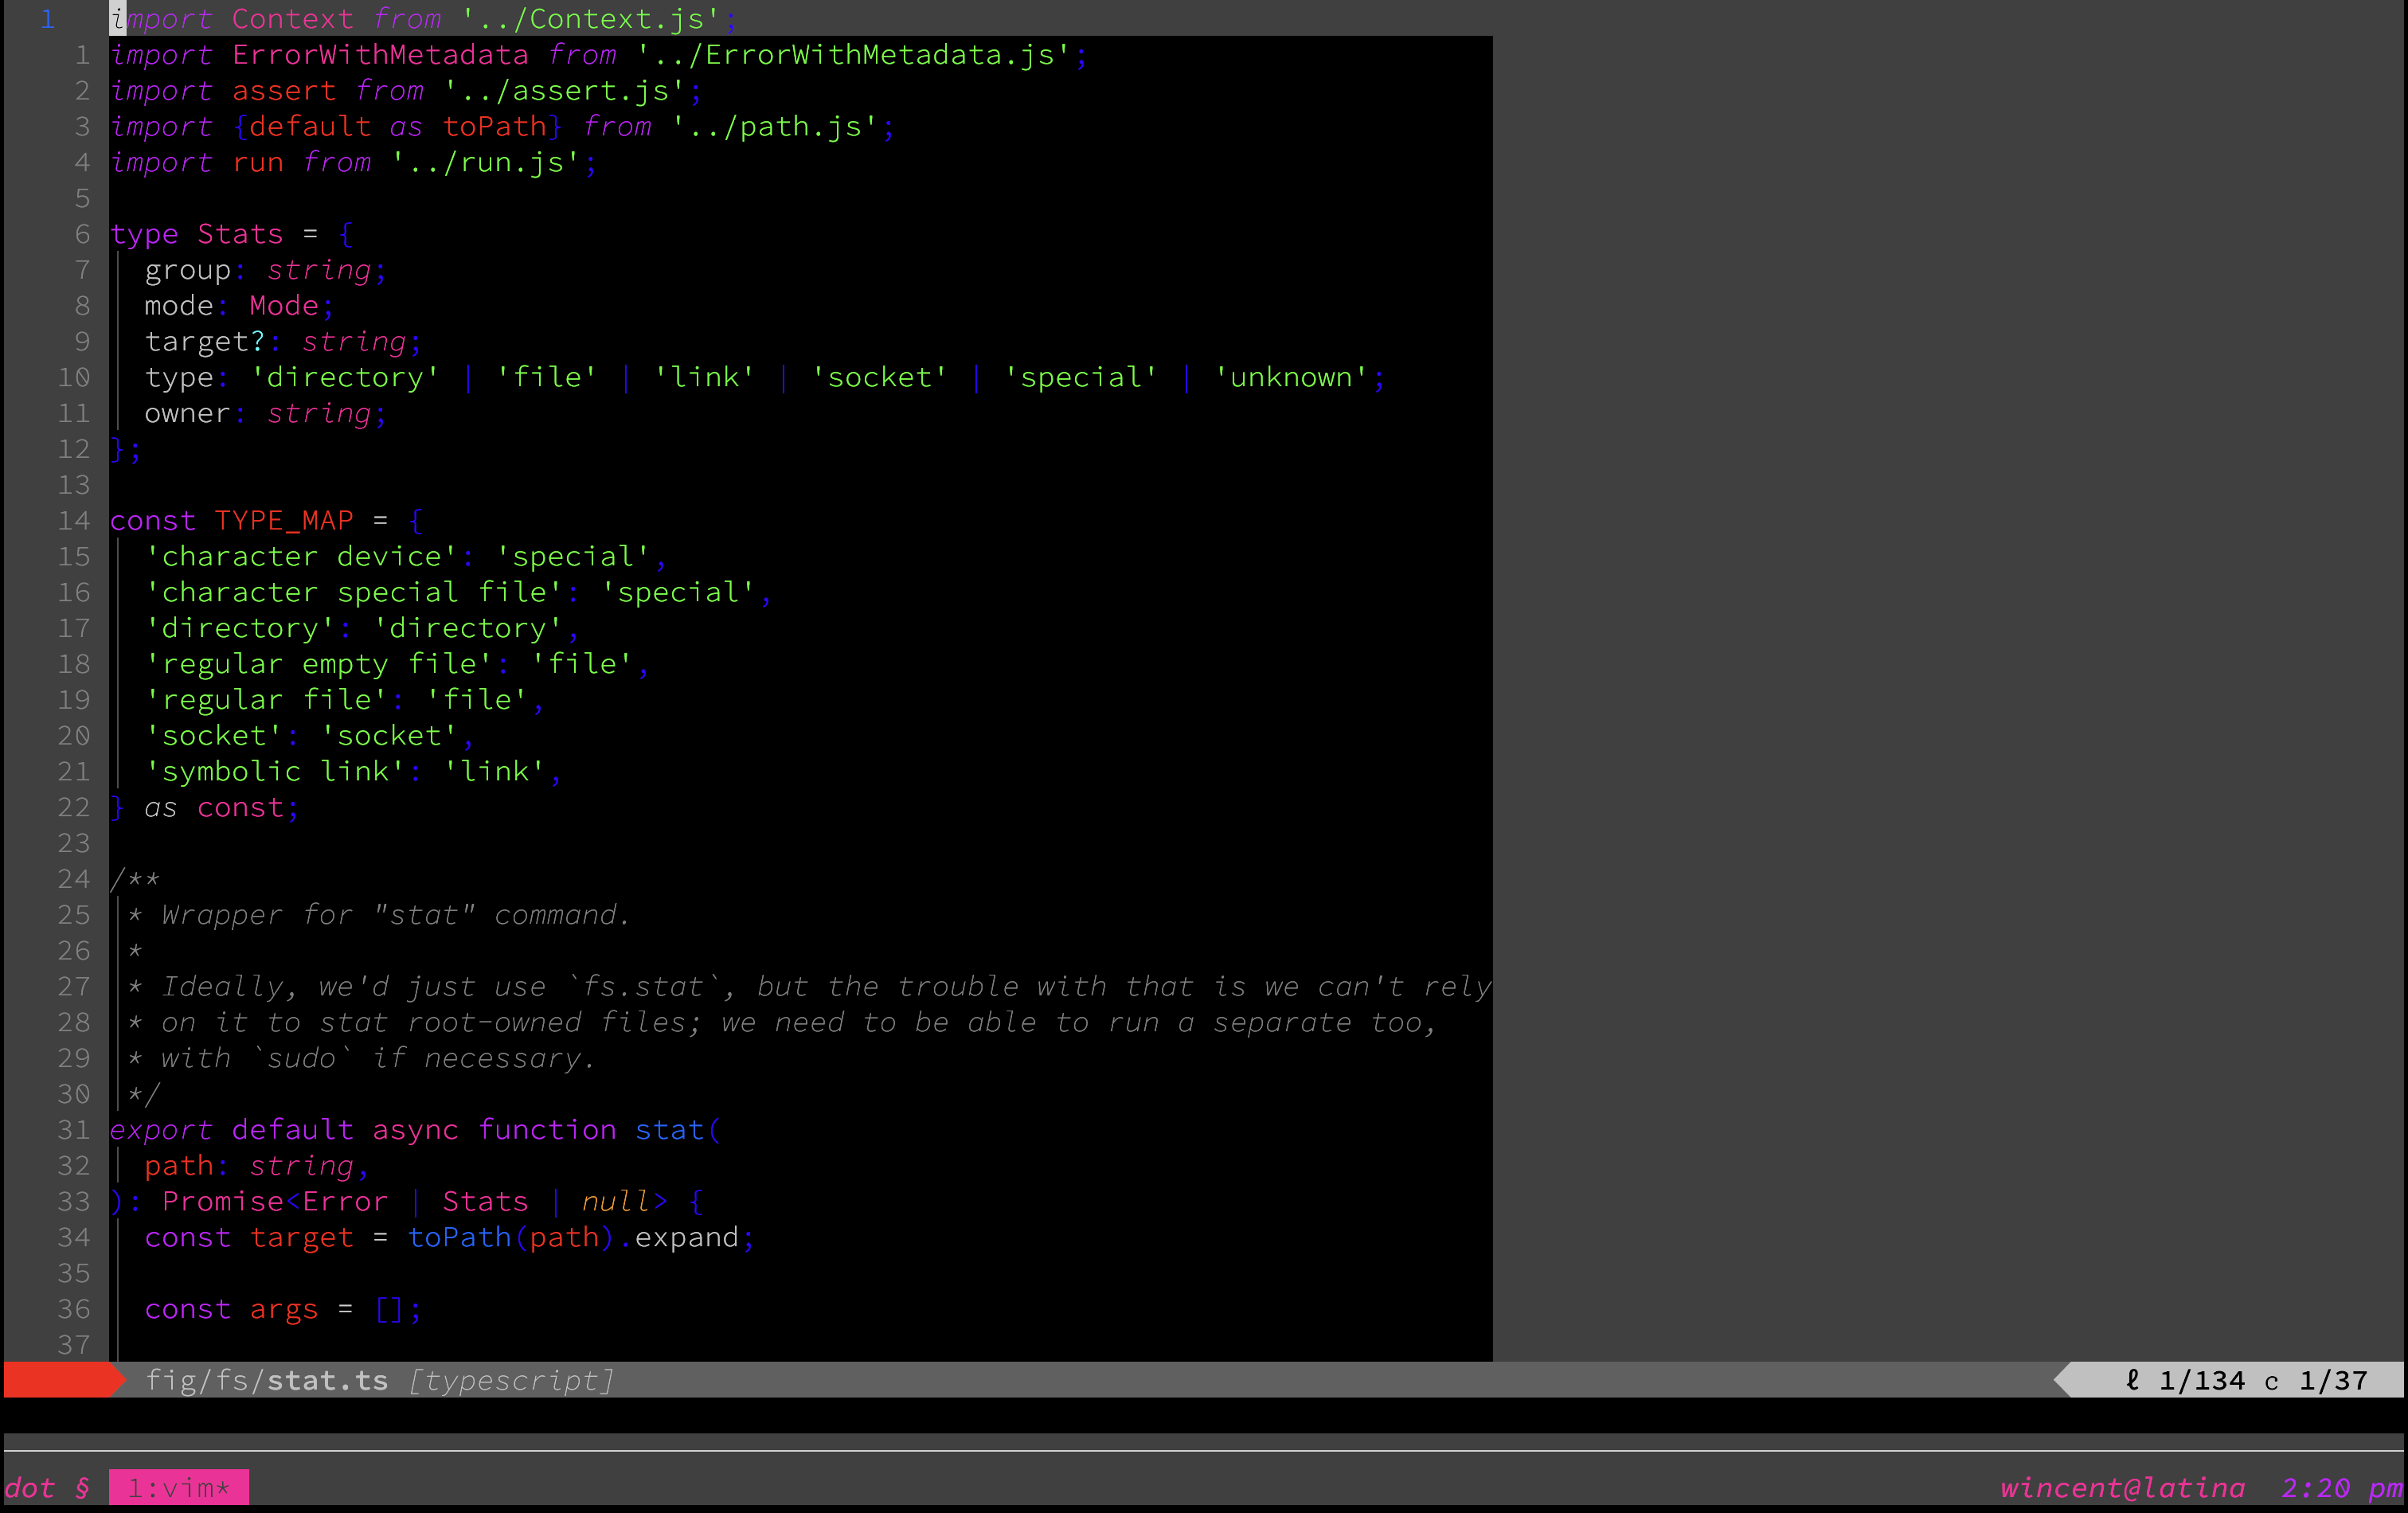 1 import Context from '../Context.js';
1 import ErrorWithMetadata from '../ErrorWithMetadata.js';
2 import assert from '../assert.js';
3 import {default as toPath} from '../path.js';
4 import run from '../run.js';
5
6 type Stats = {
7   group: string;
8   mode: Mode;
9   target?: string;
10   type: 'directory' | 'file' | 'link' | 'socket' | 'special' | 'unknown';
11   owner: string;
12 };
13
14 const TYPE_MAP = {
15   'character device': 'special',
16   'character special file': 'special',
17   'directory': 'directory',
18   'regular empty file': 'file',
19   'regular file': 'file',
20   'socket': 'socket',
21   'symbolic link': 'link',
22 } as const;
23
24 /**
25  * Wrapper for "stat" command.
26  *
27  * Ideally, we'd just use `fs.stat`, but the trouble with that is we can't rely
28  * on it to stat root-owned files; we need to be able to run a separate too,
29  * with `sudo` if necessary.
30  */
31 export default async function stat(
32   path: string,
33 ): Promise<Error | Stats | null> {
34   const target = toPath(path).expand;
35
36   const args = [];
37
fig/fs/stat.ts [typescript] ℓ 1/134 c 1/37
dot § 1:vim* wincent@latina 2:20 pm